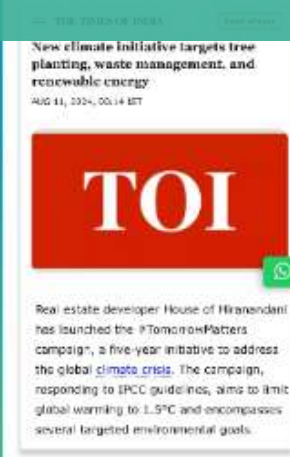 THE TIMES OF INDIA
New climate initiative targets tree
planting, waste management, and
renewable energy
AUG 11, 2024, 00:14 IST
TOI
Real estate developer House of Hiranandani
has launched the #TomorrowMatters
campaign, a five-year initiative to address
the global climate crisis. The campaign,
responding to IPCC guidelines, aims to limit
global warming to 1.5°C and encompasses
several targeted environmental goals.